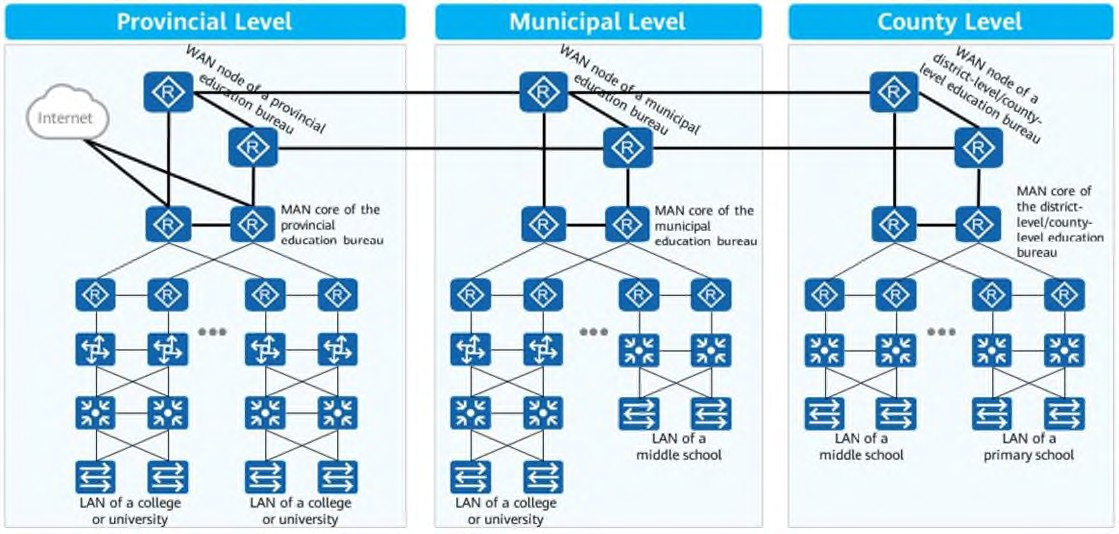 Provincial Level
Municipal Level
County Level
Internet
R
R
R
R
WAN node of a provincial
education bureau
MAN core of the
provincial
education bureau
R
R
R
R
LAN of a college
or university
LAN of a college
or university
R
R
R
R
WAN node of a municipal
education bureau
MAN core of the
municipal
education bureau
R
R
R
R
LAN of a college
or university
LAN of a
middle school
R
R
R
R
WAN node of a
district-level/county-
level education bureau
MAN core of
the district-
level/county-
level education
bureau
R
R
R
R
LAN of a
middle school
LAN of a
primary school